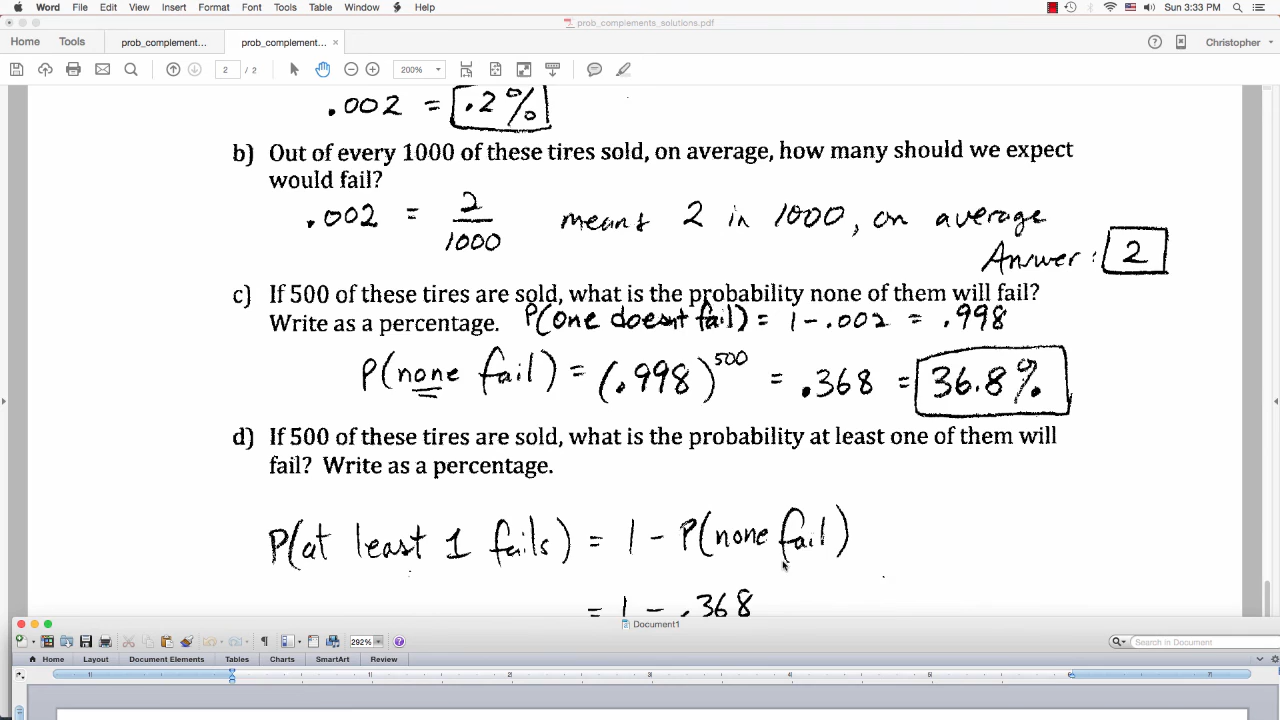 Word File Edit View Insert Format Font Tools Table Window Help Sun 3:33 PM
prob_complements_solutions.pdf
Home Tools prob_complement... prob_complement... × Christopher
2 / 2 200%
.002 = .2%
b) Out of every 1000 of these tires sold, on average, how many should we expect
would fail?
.002 = 2/1000 means 2 in 1000, on average
Answer: 2
c) If 500 of these tires are sold, what is the probability none of them will fail?
Write as a percentage. P(one doesn't fail) = 1 - .002 = .998
P(none fail) = (.998)^500 = .368 = 36.8%
d) If 500 of these tires are sold, what is the probability at least one of them will
fail? Write as a percentage.
P(at least 1 fails) = 1 - P(none fail)
= 1 - .368
Document1
292% Search in Document
Home Layout Document Elements Tables Charts SmartArt Review